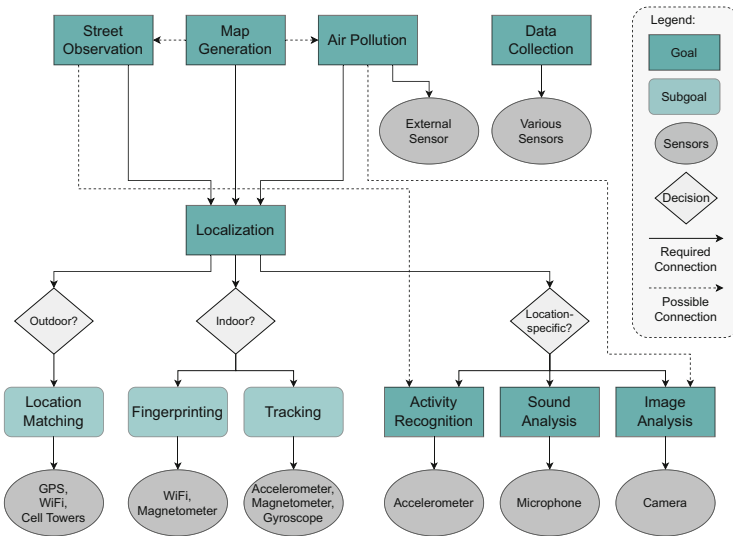 Street
Observation
Map
Generation
Air Pollution
Data
Collection
Legend:
Goal
Subgoal
Sensors
Decision
Required
Connection
Possible
Connection
External
Sensor
Various
Sensors
Localization
Outdoor?
Indoor?
Location-
specific?
Location
Matching
Fingerprinting
Tracking
Activity
Recognition
Sound
Analysis
Image
Analysis
GPS,
WiFi,
Cell Towers
WiFi,
Magnetometer
Accelerometer,
Magnetometer,
Gyroscope
Accelerometer
Microphone
Camera